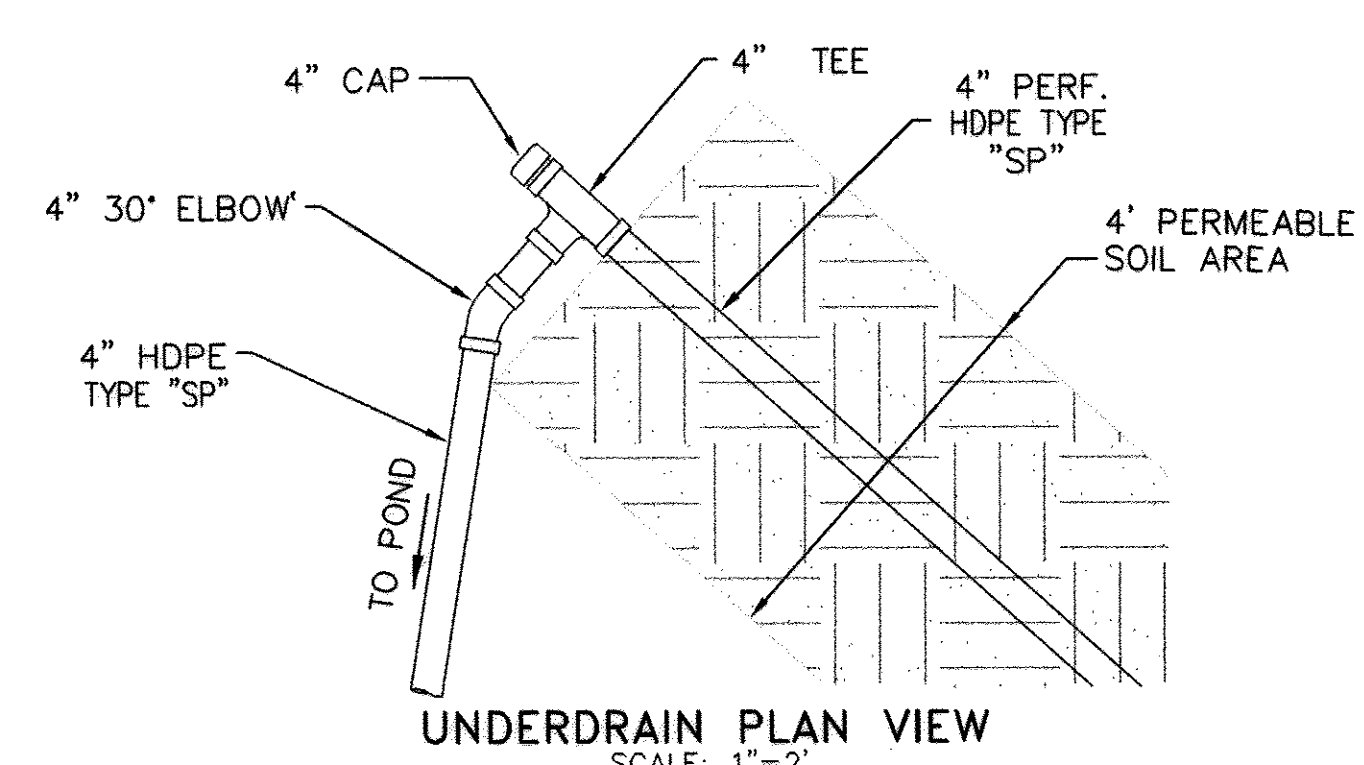 4" CAP
4" TEE
4" PERF.
HDPE TYPE
"SP"
4" 30° ELBOW'
4' PERMEABLE
SOIL AREA
4" HDPE
TYPE "SP"
TO POND
UNDERDRAIN PLAN VIEW
SCALE: 1"=2'